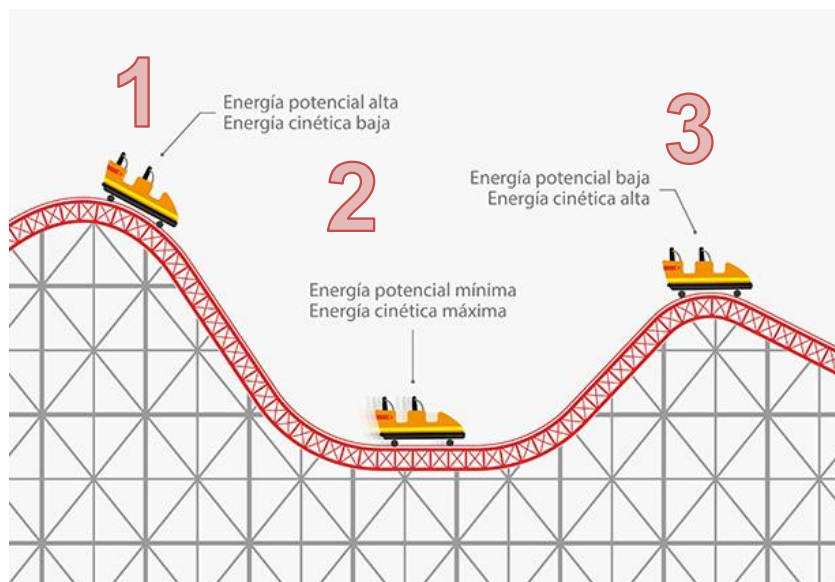 1
Energía potencial alta
Energía cinética baja
2
3
Energía potencial baja
Energía cinética alta
Energía potencial mínima
Energía cinética máxima